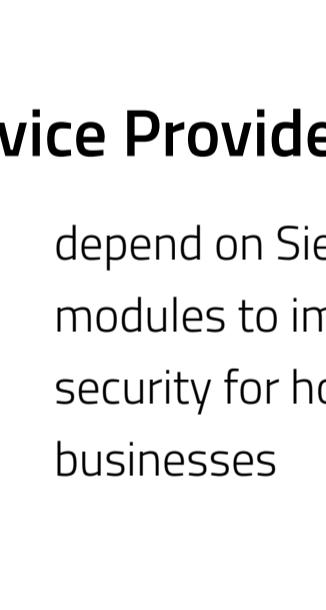 vice Provide
depend on Sie
modules to im
security for ho
businesses